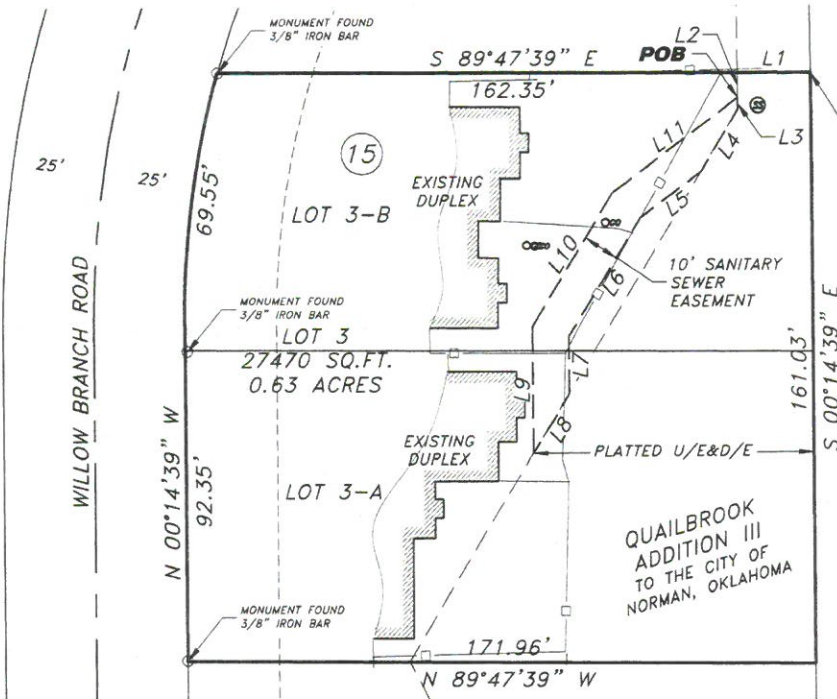 MONUMENT FOUND
3/8" IRON BAR
S 89°47'39" E
162.35'
L2
POB
L1
L3
L4
L11
L5
25'
25'
15
EXISTING
DUPLEX
LOT 3-B
69.55'
L10
L6
10' SANITARY
SEWER
EASEMENT
WILLOW BRANCH ROAD
MONUMENT FOUND
3/8" IRON BAR
LOT 3
27470 SQ.FT.
0.63 ACRES
L7
L9
L8
161.03'
S 00°14'39" E
N 00°14'39" W
92.35'
EXISTING
DUPLEX
PLATTED U/E&D/E
LOT 3-A
QUAILBROOK
ADDITION III
TO THE CITY OF
NORMAN, OKLAHOMA
MONUMENT FOUND
3/8" IRON BAR
171.96'
N 89°47'39" W